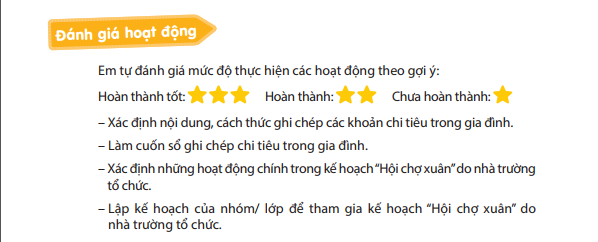 Đánh giá hoạt động
Em tự đánh giá mức độ thực hiện các hoạt động theo gợi ý:
Hoàn thành tốt: Hoàn thành: Chưa hoàn thành:
– Xác định nội dung, cách thức ghi chép các khoản chi tiêu trong gia đình.
– Làm cuốn sổ ghi chép chi tiêu trong gia đình.
– Xác định những hoạt động chính trong kế hoạch “Hội chợ xuân” do nhà trường
tổ chức.
– Lập kế hoạch của nhóm/ lớp để tham gia kế hoạch “Hội chợ xuân” do
nhà trường tổ chức.